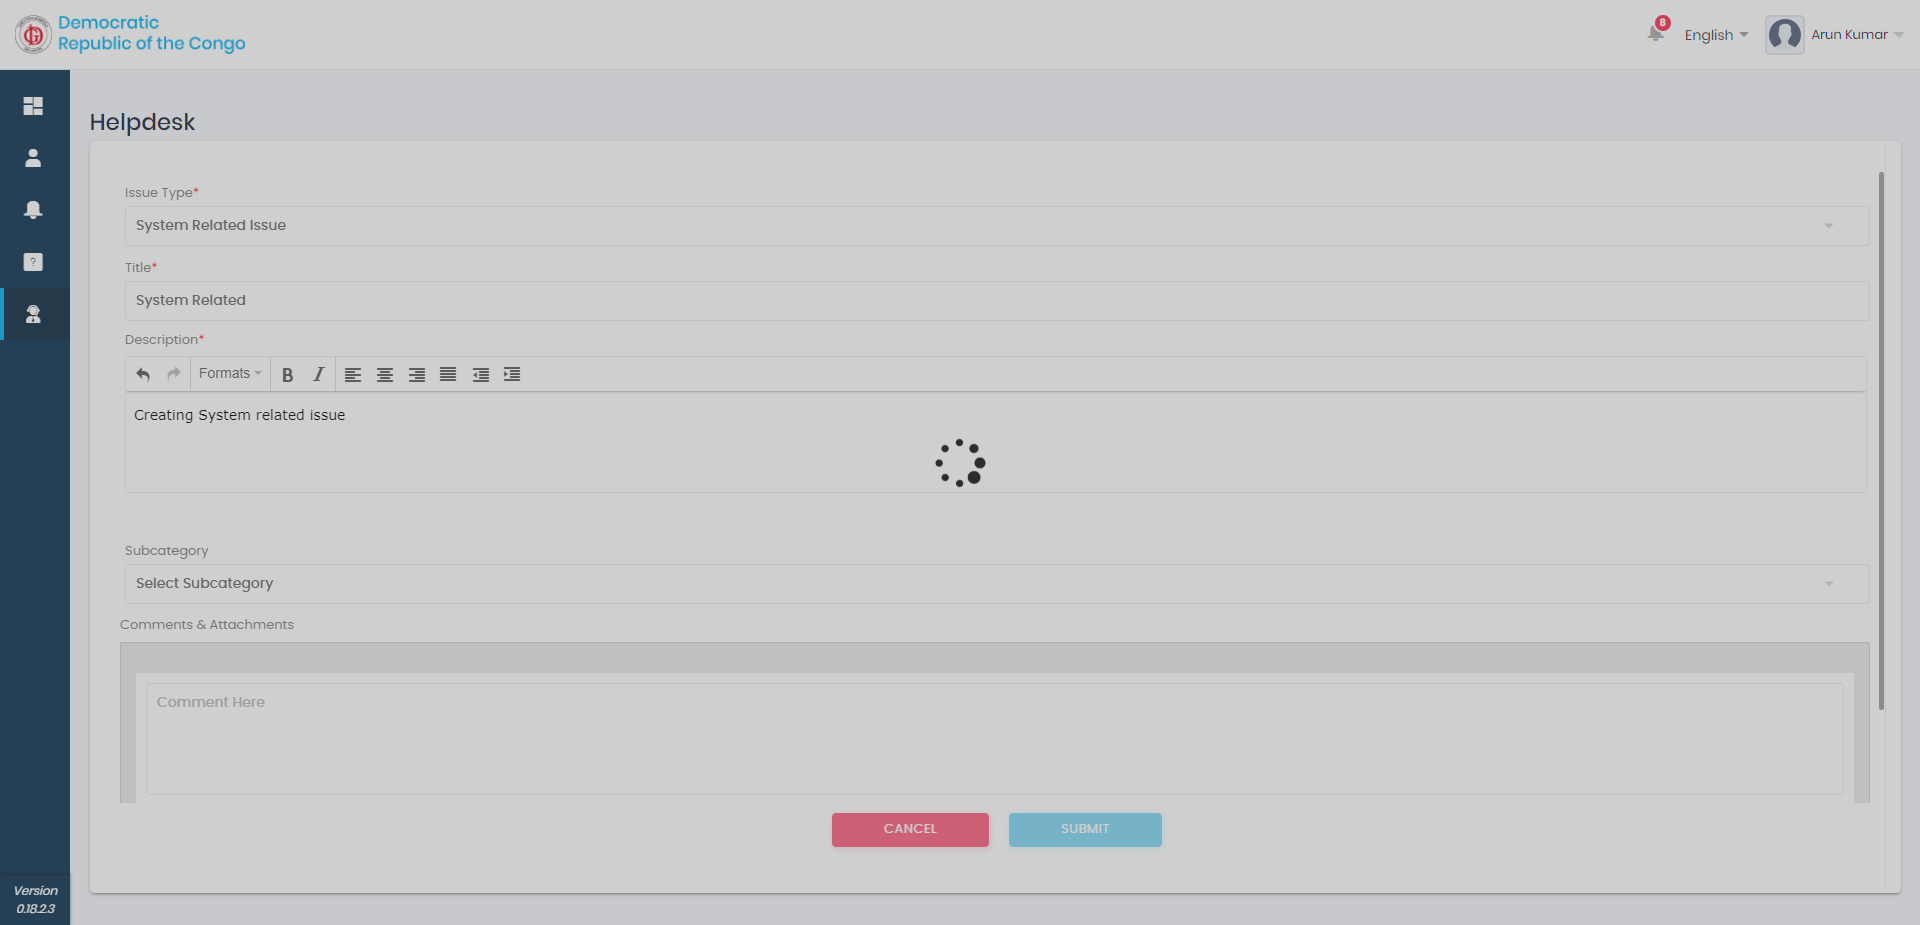 Democratic
Republic of the Congo
8
English
Arun Kumar
Helpdesk
Issue Type*
System Related Issue
Title*
System Related
Description*
Formats
B
I
Creating System related issue
Subcategory
Select Subcategory
Comments & Attachments
Comment Here
CANCEL
SUBMIT
Version
0.18.2.3